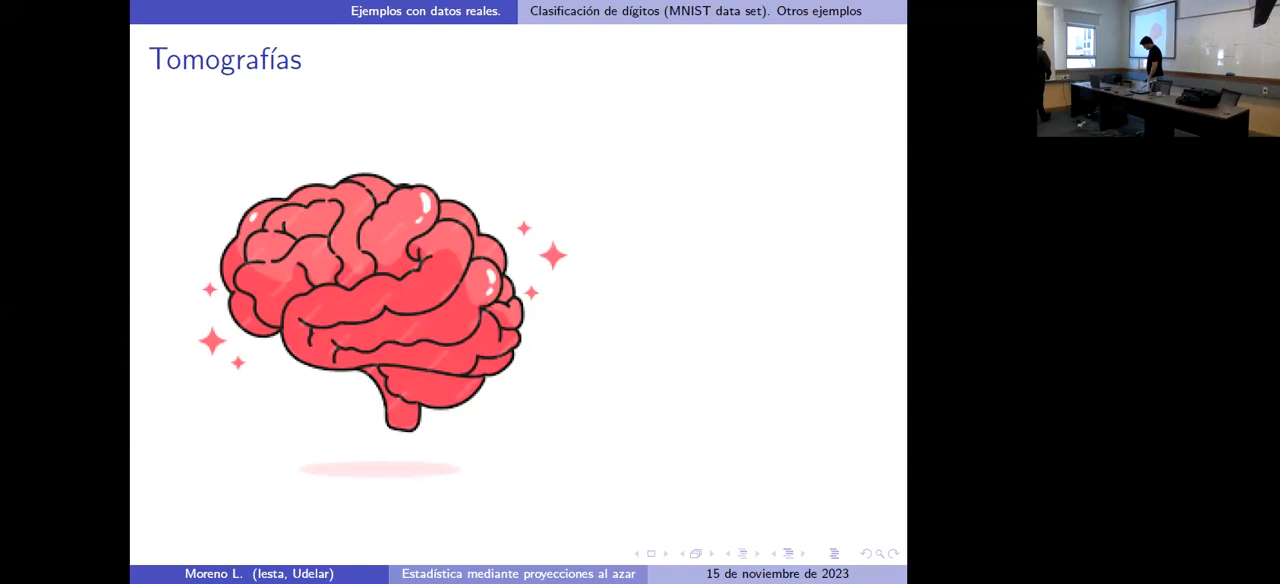 Ejemplos con datos reales. Clasificación de dígitos (MNIST data set). Otros ejemplos
Tomografías
Moreno L. (Iesta, Udelar) Estadística mediante proyecciones al azar 15 de noviembre de 2023